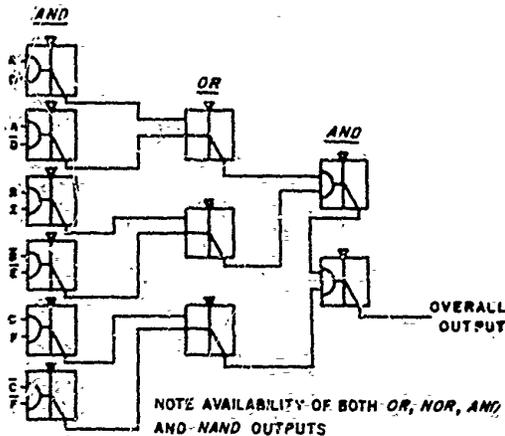 AND
OR
AND
A
D
C
F
C
F
OVERALL
OUTPUT
NOTE AVAILABILITY OF BOTH OR, NOR, AND
AND NAND OUTPUTS